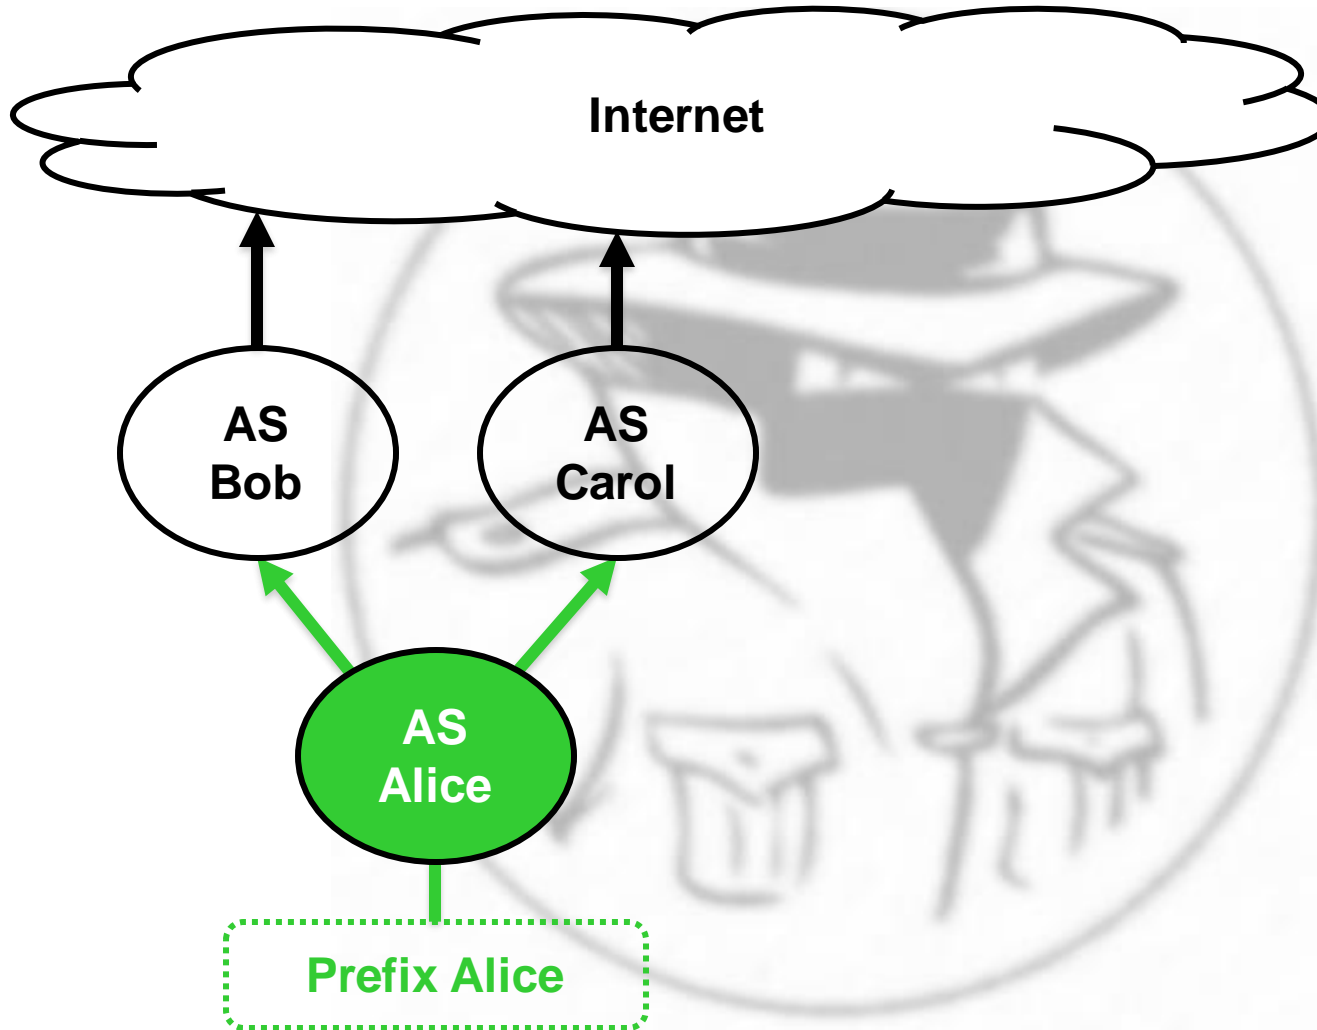 Internet
AS
Bob
AS
Carol
AS
Alice
Prefix Alice